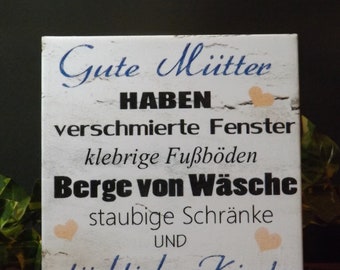 Gute Mütter
HABEN
verschmierte Fenster
klebrige Fußböden
Berge von Wäsche
staubige Schränke
UND